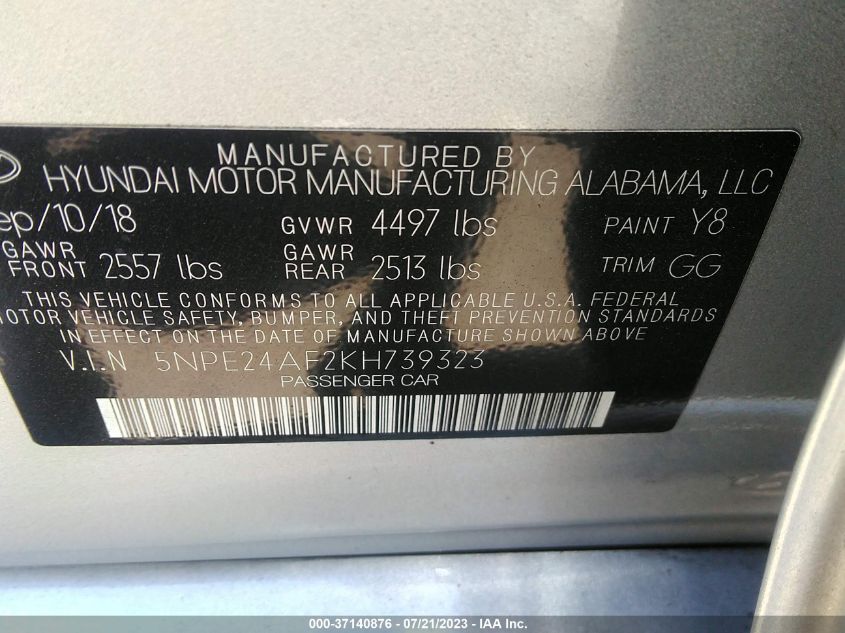 MANUFACTURED BY
HYUNDAI MOTOR MANUFACTURING ALABAMA, LLC
ep/10/18 GVWR 4497 lbs PAINT Y8
GAWR FRONT 2557 lbs GAWR REAR 2513 lbs TRIM GG
THIS VEHICLE CONFORMS TO ALL APPLICABLE U.S.A. FEDERAL
MOTOR VEHICLE SAFETY, BUMPER, AND THEFT PREVENTION STANDARDS
IN EFFECT ON THE DATE OF MANUFACTURE SHOWN ABOVE
V.I.N 5NPE24AF2KH739323
PASSENGER CAR
000-37140876 / 07/21/2023 - IAA Inc.